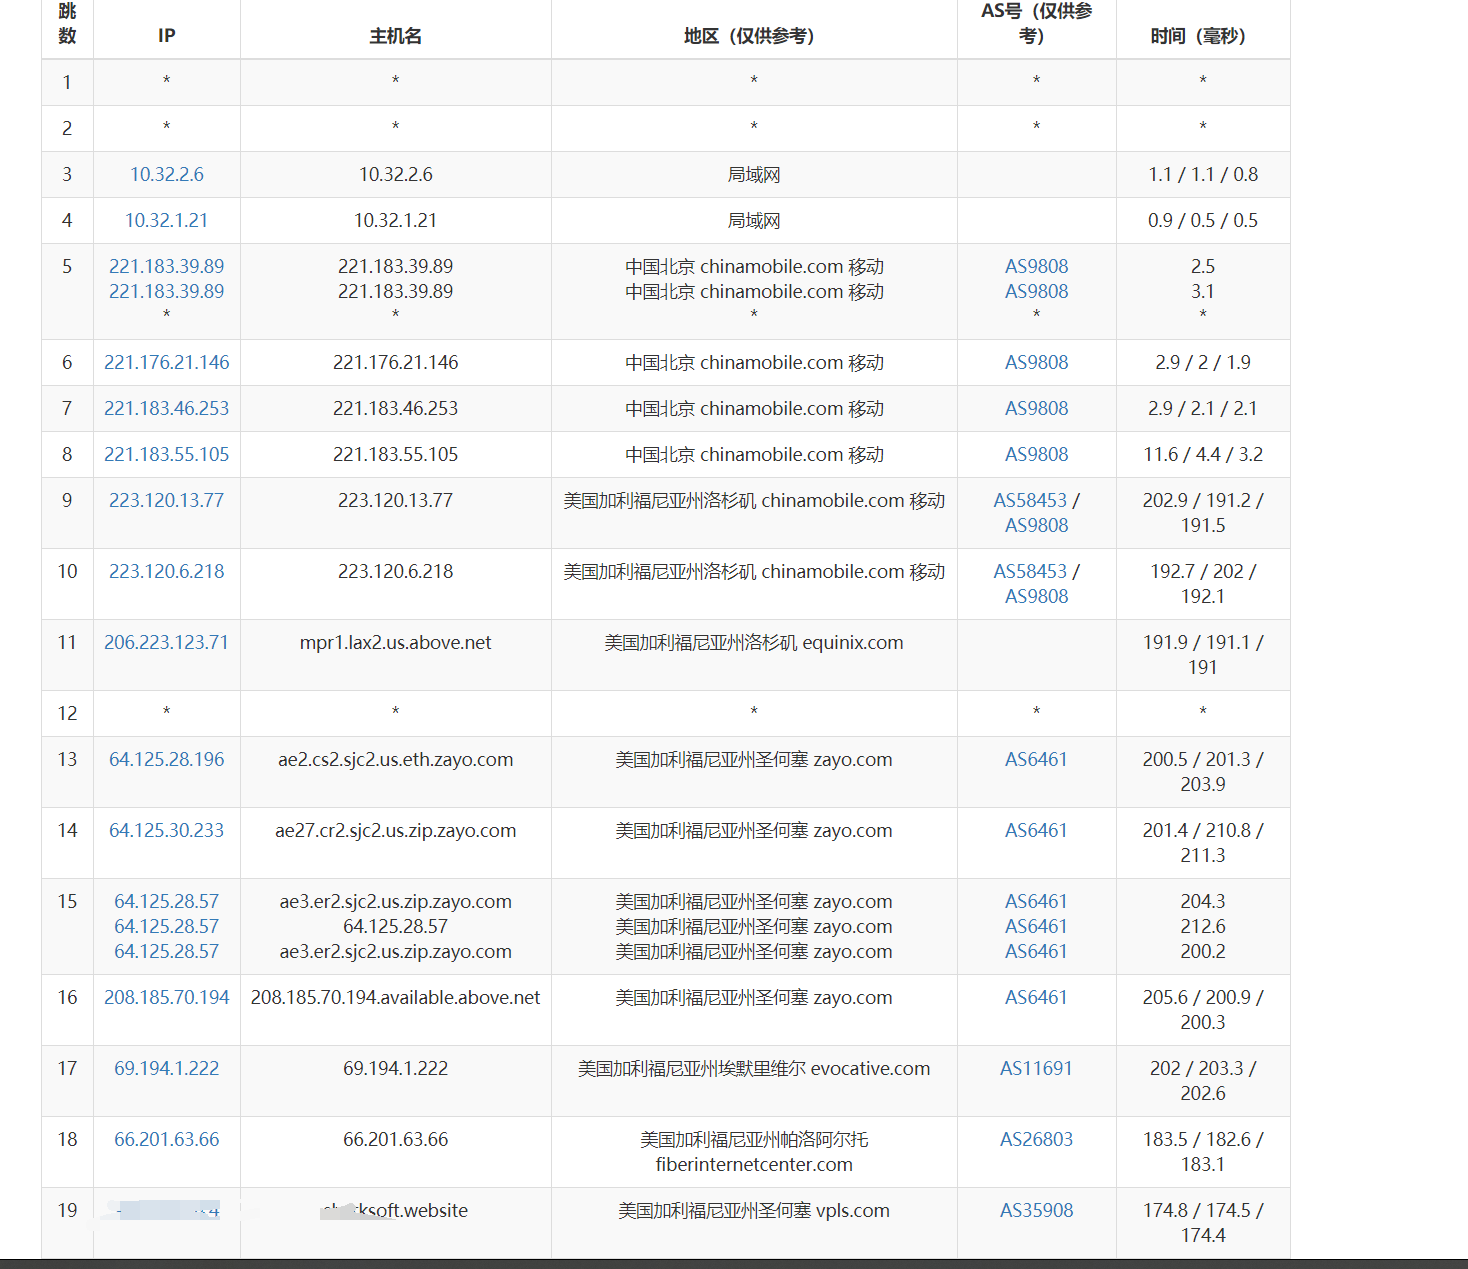 跳数 IP 主机名 地区（仅供参考） AS号（仅供参考） 时间（毫秒）
1 * * * * *
2 * * * * *
3 10.32.2.6 10.32.2.6 局域网 1.1 / 1.1 / 0.8
4 10.32.1.21 10.32.1.21 局域网 0.9 / 0.5 / 0.5
5 221.183.39.89 221.183.39.89 中国北京 chinamobile.com 移动 AS9808 2.5
221.183.39.89 221.183.39.89 中国北京 chinamobile.com 移动 AS9808 3.1
* * * * *
6 221.176.21.146 221.176.21.146 中国北京 chinamobile.com 移动 AS9808 2.9 / 2 / 1.9
7 221.183.46.253 221.183.46.253 中国北京 chinamobile.com 移动 AS9808 2.9 / 2.1 / 2.1
8 221.183.55.105 221.183.55.105 中国北京 chinamobile.com 移动 AS9808 11.6 / 4.4 / 3.2
9 223.120.13.77 223.120.13.77 美国加利福尼亚州洛杉矶 chinamobile.com 移动 AS58453 / 202.9 / 191.2 /
AS9808 191.5
10 223.120.6.218 223.120.6.218 美国加利福尼亚州洛杉矶 chinamobile.com 移动 AS58453 / 192.7 / 202 /
AS9808 192.1
11 206.223.123.71 mpr1.lax2.us.above.net 美国加利福尼亚州洛杉矶 equinix.com 191.9 / 191.1 /
191
12 * * * * *
13 64.125.28.196 ae2.cs2.sjc2.us.eth.zayo.com 美国加利福尼亚州圣何塞 zayo.com AS6461 200.5 / 201.3 /
203.9
14 64.125.30.233 ae27.cr2.sjc2.us.zip.zayo.com 美国加利福尼亚州圣何塞 zayo.com AS6461 201.4 / 210.8 /
211.3
15 64.125.28.57 ae3.er2.sjc2.us.zip.zayo.com 美国加利福尼亚州圣何塞 zayo.com AS6461 204.3
64.125.28.57 64.125.28.57 美国加利福尼亚州圣何塞 zayo.com AS6461 212.6
64.125.28.57 ae3.er2.sjc2.us.zip.zayo.com 美国加利福尼亚州圣何塞 zayo.com AS6461 200.2
16 208.185.70.194 208.185.70.194.available.above.net 美国加利福尼亚州圣何塞 zayo.com AS6461 205.6 / 200.9 /
200.3
17 69.194.1.222 69.194.1.222 美国加利福尼亚州埃默里维尔 evocative.com AS11691 202 / 203.3 /
202.6
18 66.201.63.66 66.201.63.66 美国加利福尼亚州帕洛阿尔托 AS26803 183.5 / 182.6 /
fiberinternetcenter.com 183.1
19 美国加利福尼亚州圣何塞 vpls.com AS35908 174.8 / 174.5 /
174.4